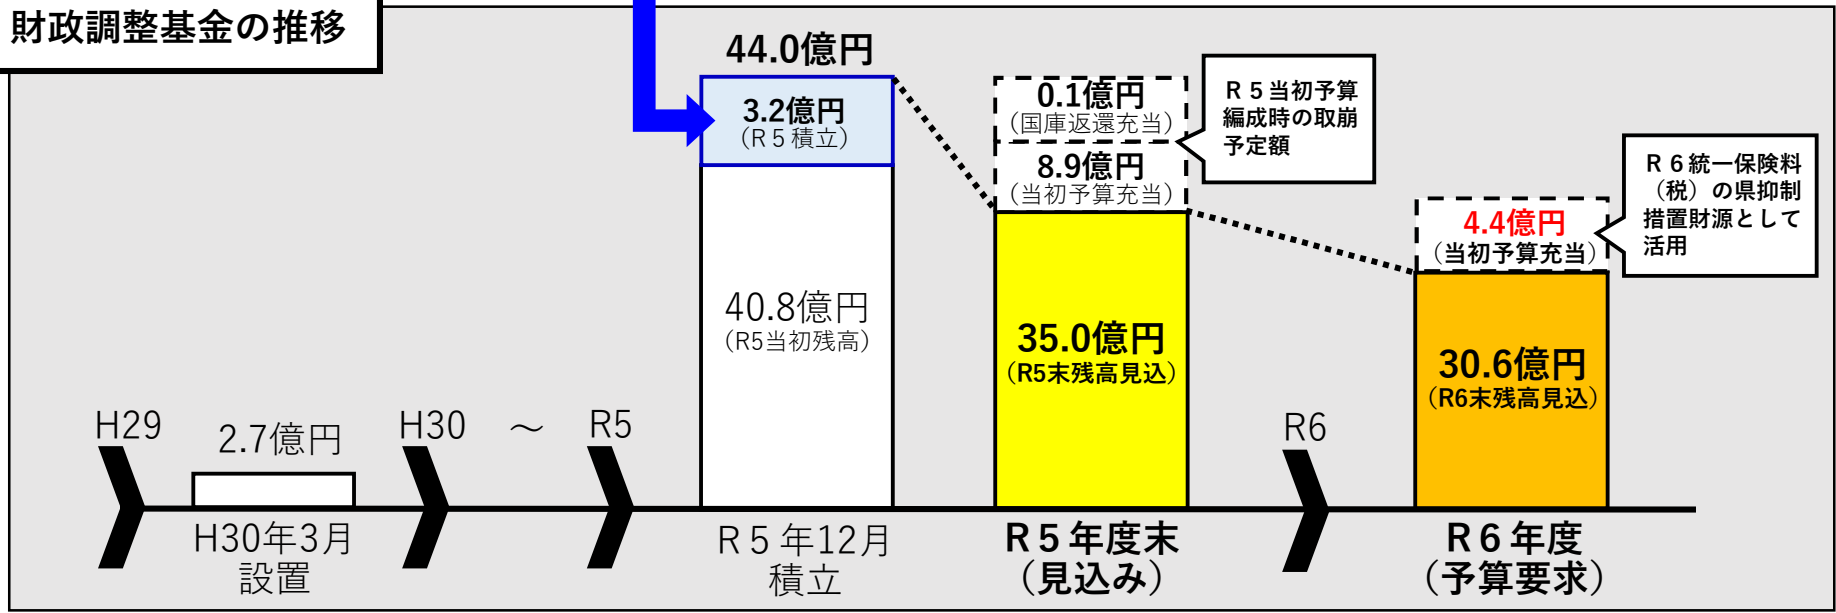 財政調整基金の推移
H29
2.7億円
H30年3月
設置
H30
～
R5
44.0億円
3.2億円
（R５積立）
40.8億円
（R5当初残高）
R５年12月
積立
0.1億円
（国庫返還充当）
8.9億円
（当初予算充当）
35.0億円
（R5末残高見込）
R５年度末
（見込み）
R５当初予算
編成時の取崩
予定額
R6
4.4億円
（当初予算充当）
30.6億円
（R6末残高見込）
R６年度
（予算要求）
R６統一保険料
（税）の県抑制
措置財源として
活用